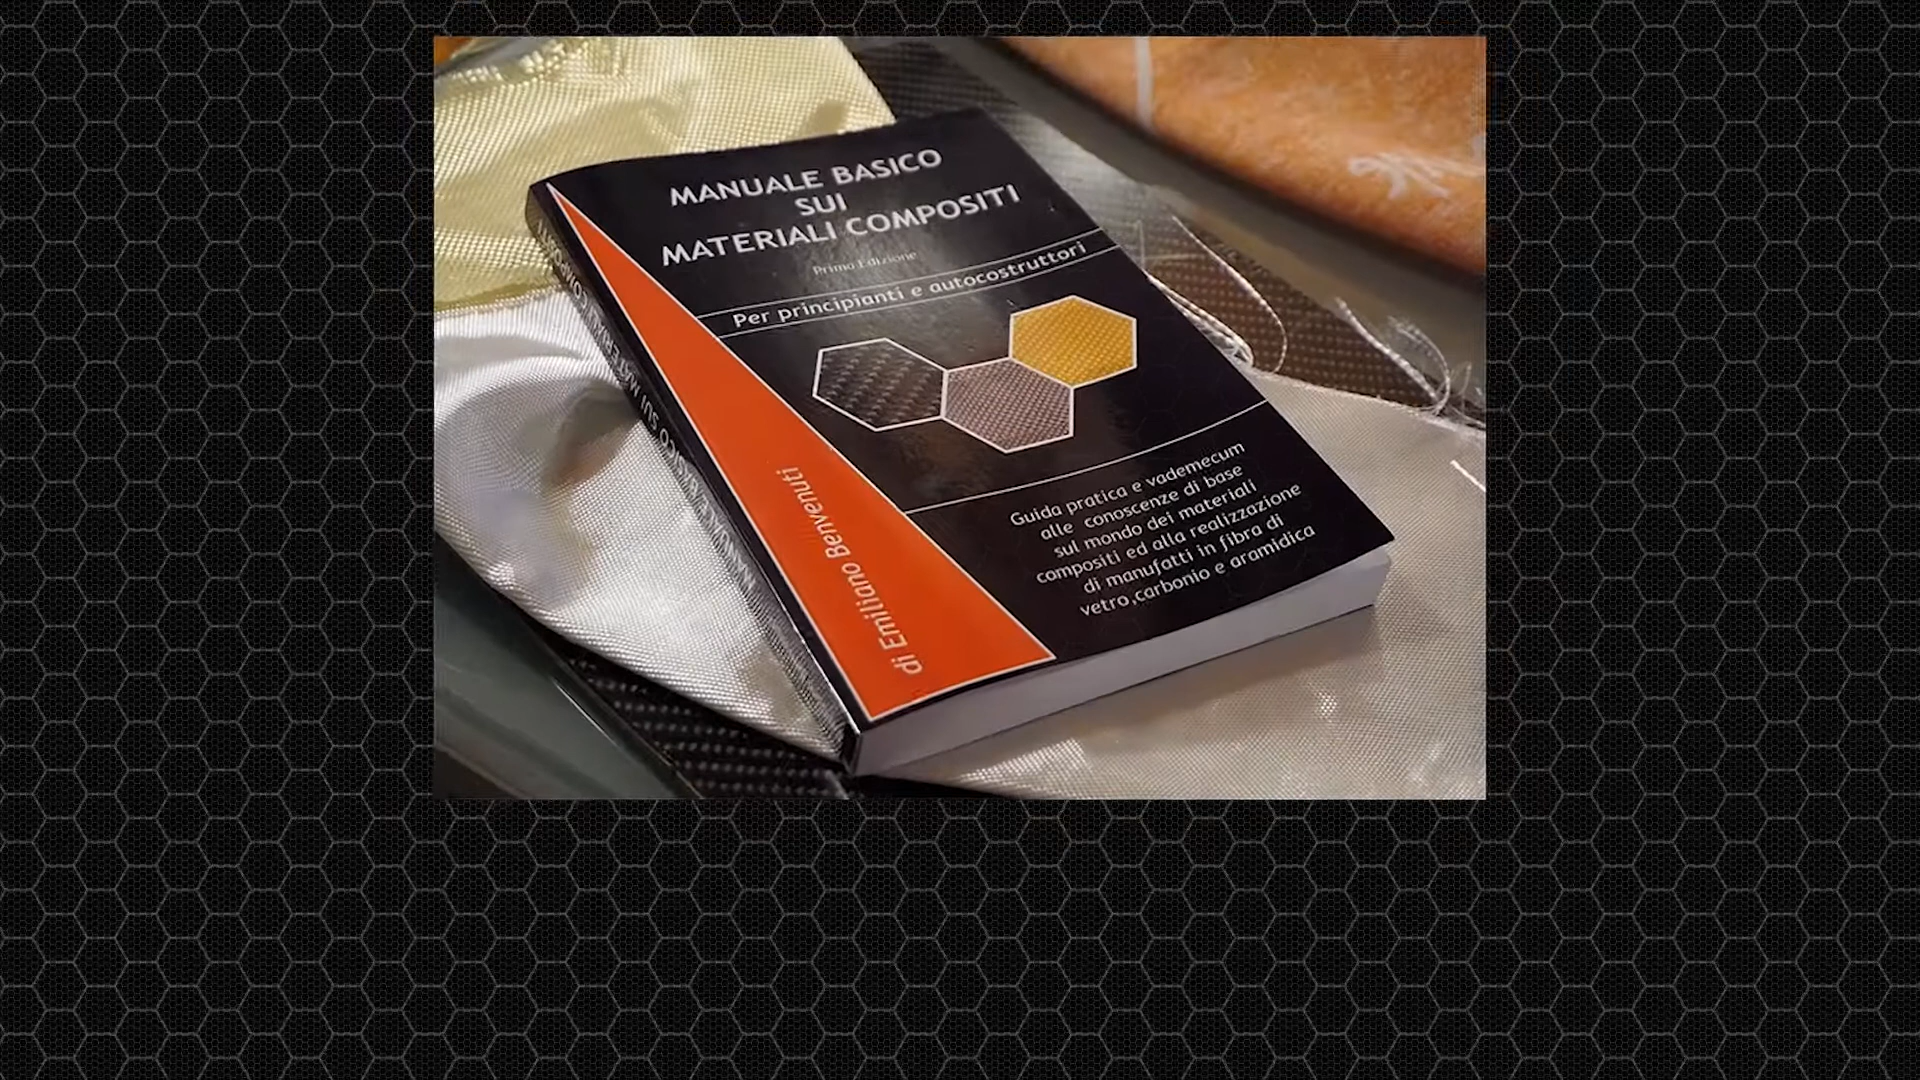 MANUALE BASICO
SUI
MATERIALI COMPOSITI
Prima Edizione
Per principianti e autocostruttori
Guida pratica e vademecum
alle conoscenze di base
sul mondo dei materiali
compositi ed alla realizzazione
di manufatti in fibra di
vetro,carbonio e aramidica
di Emiliano Benvenuti